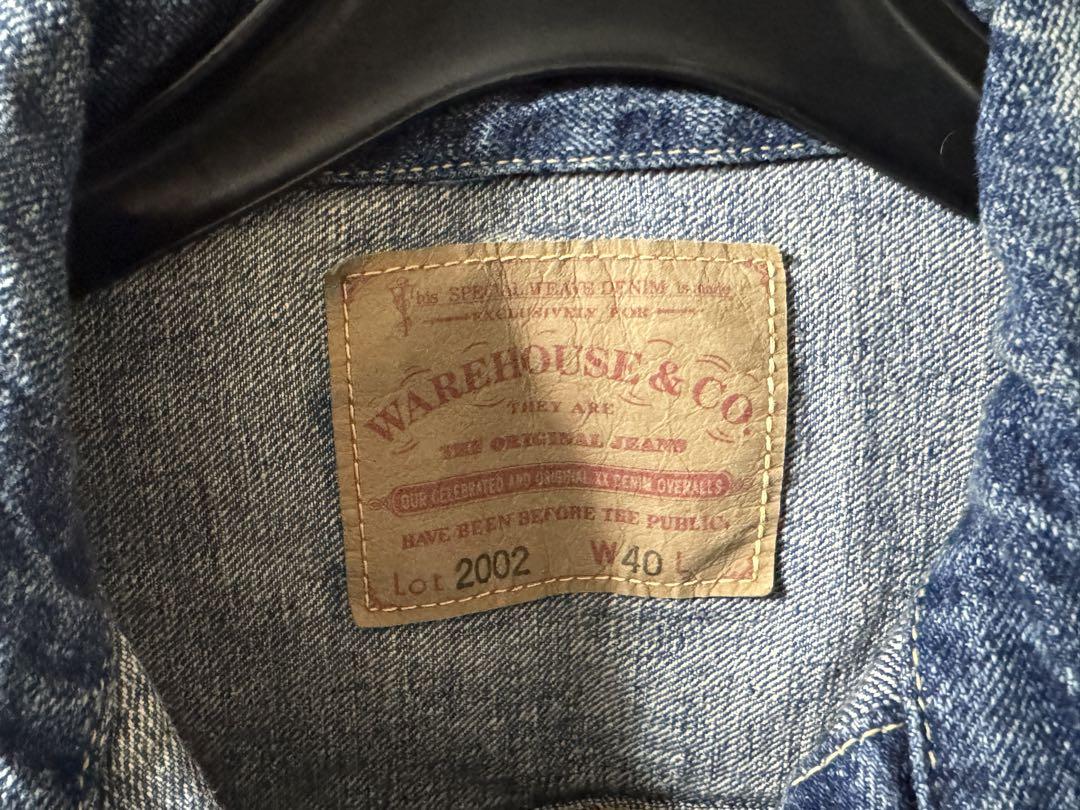 This SPECIAL WEAVE DENIM is made
EXCLUSIVELY FOR
WAREHOUSE & CO.
THEY ARE
THE ORIGINAL JEANS
OUR CELEBRATED AND ORIGINAL XX DENIM OVERALLS
HAVE BEEN BEFORE THE PUBLIC,
Lot 2002 W 40 L